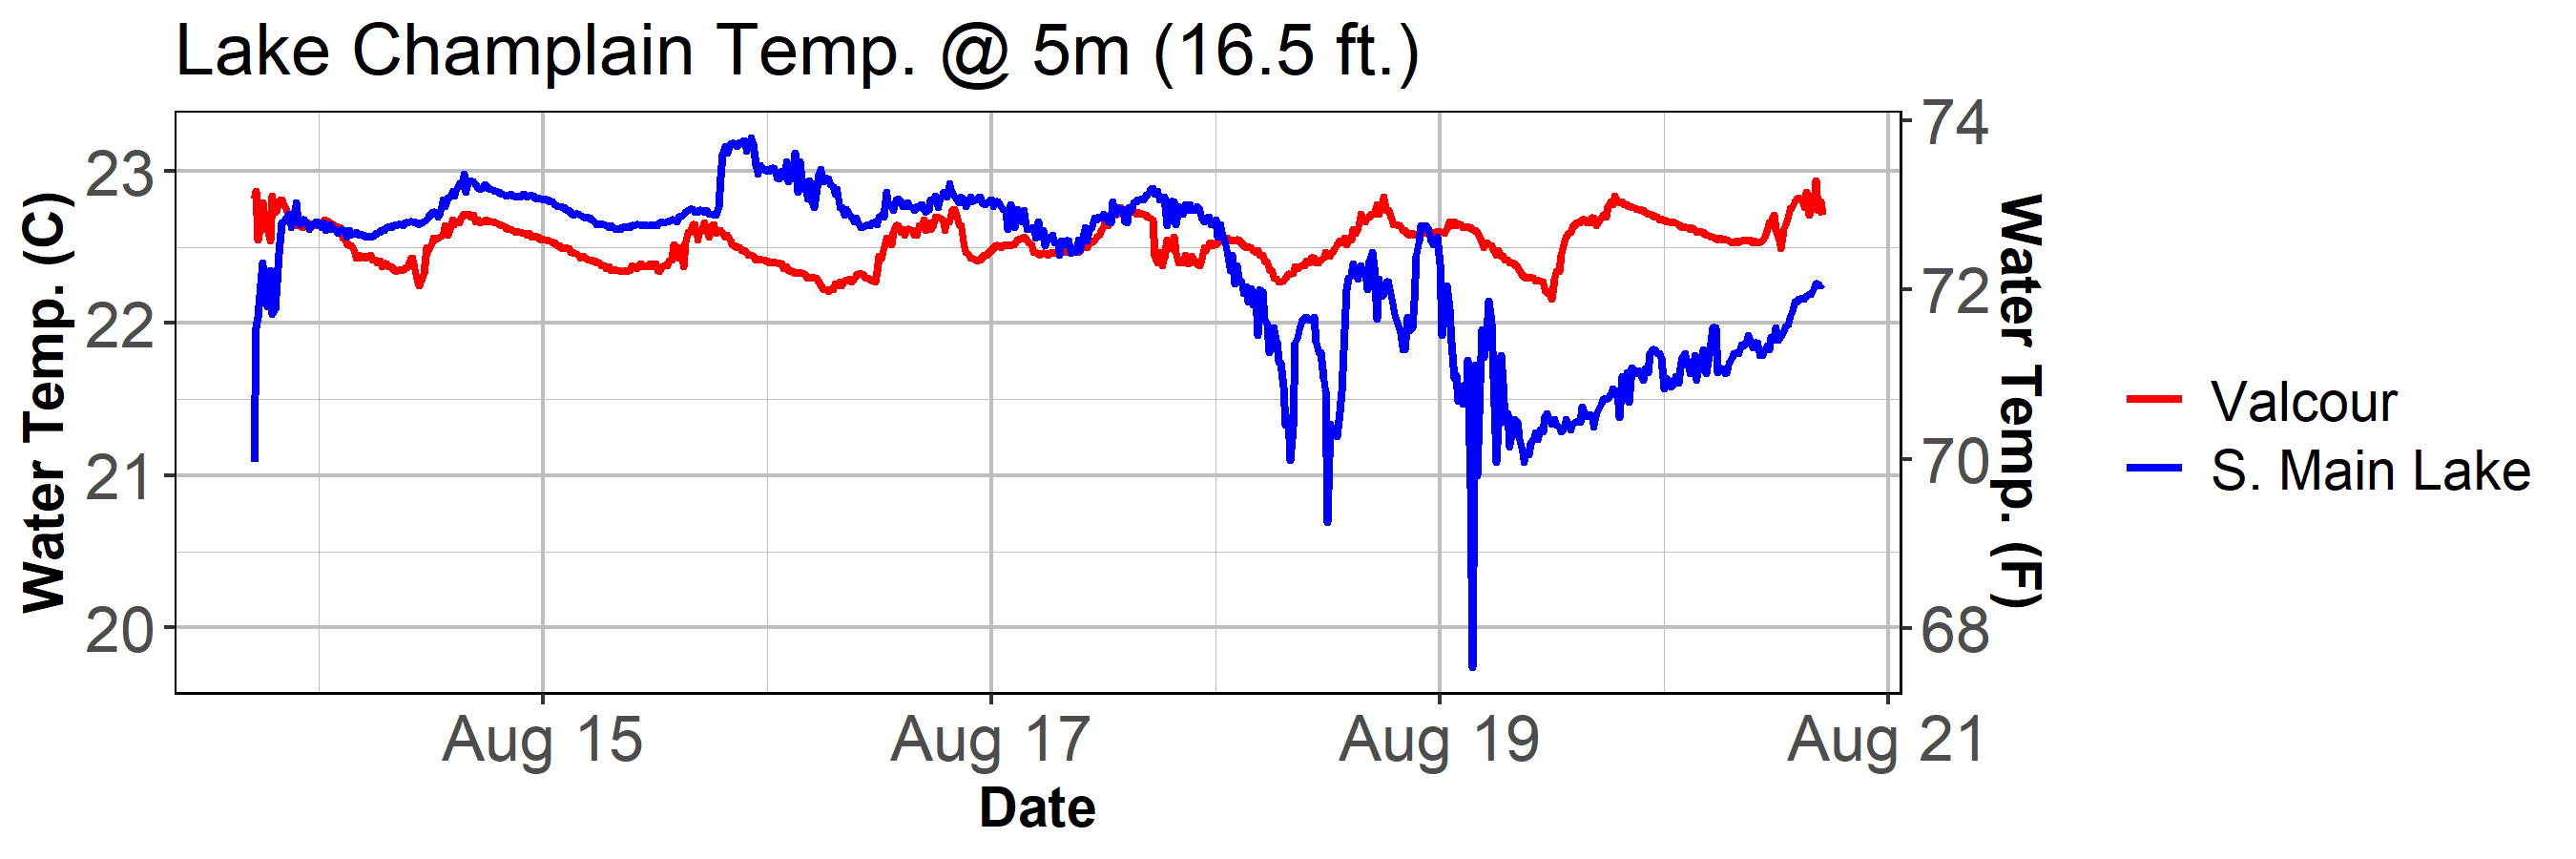 Lake Champlain Temp. @ 5m (16.5 ft.)
Water Temp. (C)
23
22
21
20
74
72
70
68
Water Temp. (F)
Aug 15
Aug 17
Aug 19
Aug 21
Date
Valcour
S. Main Lake